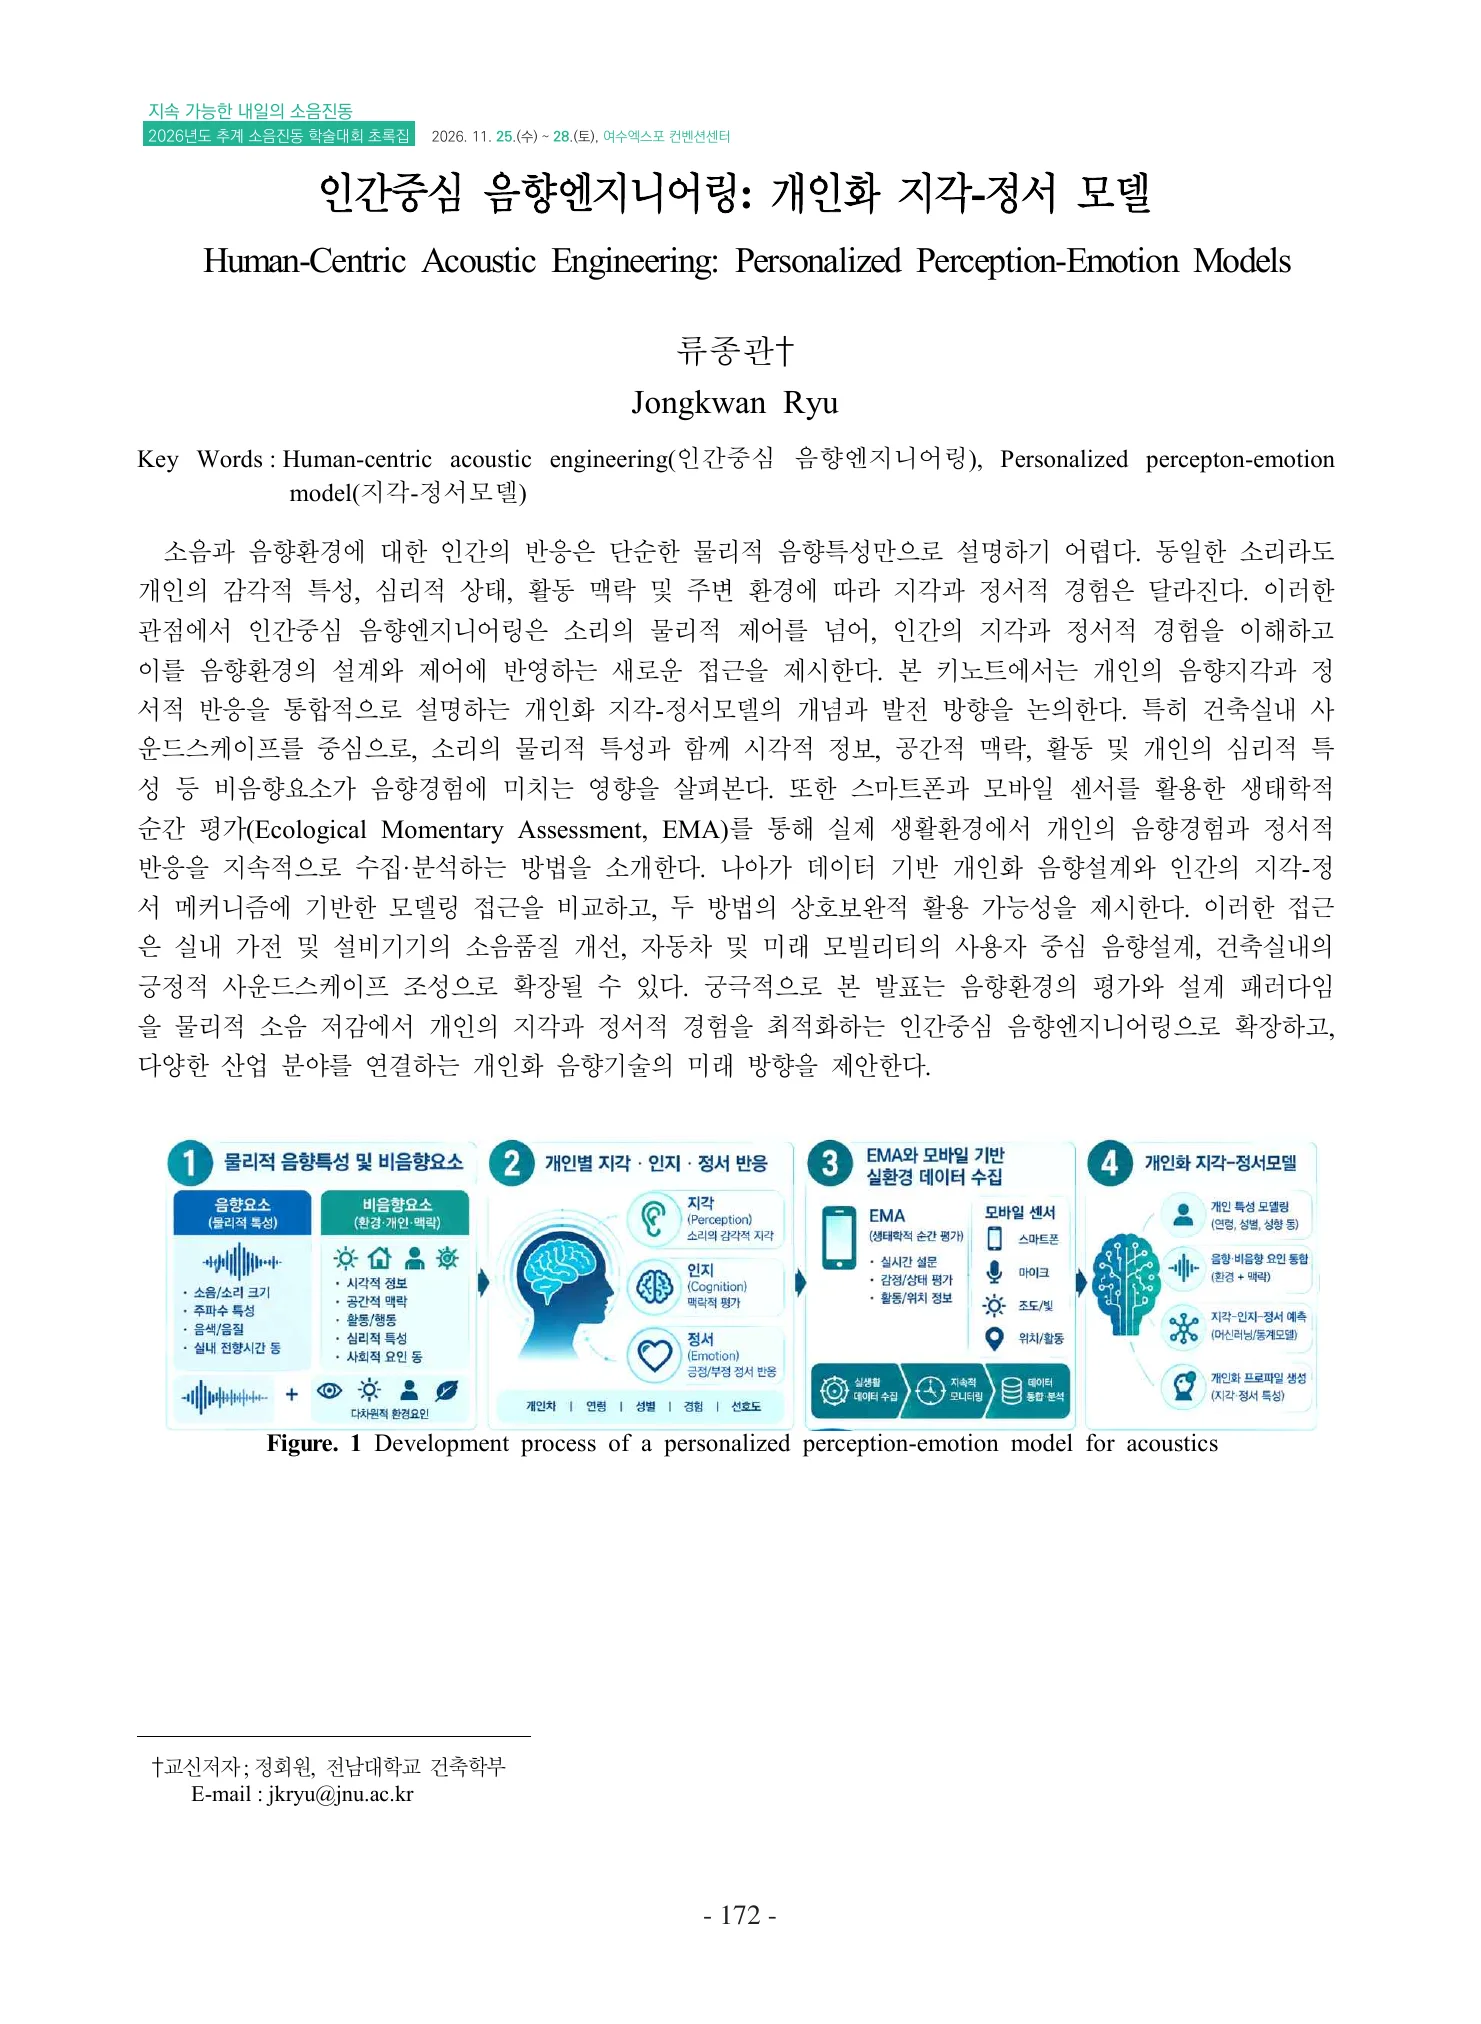 지속 가능한 내일의 소음진동
2026년도 추계 소음진동 학술대회 초록집 2026. 11. 25.(수) ~ 28.(토), 여수엑스포 컨벤션센터
인간중심 음향엔지니어링: 개인화 지각-정서 모델
Human-Centric Acoustic Engineering: Personalized Perception-Emotion Models
류종관†
Jongkwan Ryu
Key Words : Human-centric acoustic engineering(인간중심 음향엔지니어링), Personalized percepton-emotion
model(지각-정서모델)
소음과 음향환경에 대한 인간의 반응은 단순한 물리적 음향특성만으로 설명하기 어렵다. 동일한 소리라도
개인의 감각적 특성, 심리적 상태, 활동 맥락 및 주변 환경에 따라 지각과 정서적 경험은 달라진다. 이러한
관점에서 인간중심 음향엔지니어링은 소리의 물리적 제어를 넘어, 인간의 지각과 정서적 경험을 이해하고
이를 음향환경의 설계와 제어에 반영하는 새로운 접근을 제시한다. 본 키노트에서는 개인의 음향지각과 정
서적 반응을 통합적으로 설명하는 개인화 지각-정서모델의 개념과 발전 방향을 논의한다. 특히 건축실내 사
운드스케이프를 중심으로, 소리의 물리적 특성과 함께 시각적 정보, 공간적 맥락, 활동 및 개인의 심리적 특
성 등 비음향요소가 음향경험에 미치는 영향을 살펴본다. 또한 스마트폰과 모바일 센서를 활용한 생태학적
순간 평가(Ecological Momentary Assessment, EMA)를 통해 실제 생활환경에서 개인의 음향경험과 정서적
반응을 지속적으로 수집·분석하는 방법을 소개한다. 나아가 데이터 기반 개인화 음향설계와 인간의 지각-정
서 메커니즘에 기반한 모델링 접근을 비교하고, 두 방법의 상호보완적 활용 가능성을 제시한다. 이러한 접근
은 실내 가전 및 설비기기의 소음품질 개선, 자동차 및 미래 모빌리티의 사용자 중심 음향설계, 건축실내의
긍정적 사운드스케이프 조성으로 확장될 수 있다. 궁극적으로 본 발표는 음향환경의 평가와 설계 패러다임
을 물리적 소음 저감에서 개인의 지각과 정서적 경험을 최적화하는 인간중심 음향엔지니어링으로 확장하고,
다양한 산업 분야를 연결하는 개인화 음향기술의 미래 방향을 제안한다.
1 물리적 음향특성 및 비음향요소
음향요소
(물리적 특성)
· 소음/소리 크기
· 주파수 특성
· 음색/음질
· 실내 전향시간 등
비음향요소
(환경·개인·맥락)
· 시각적 정보
· 공간적 맥락
· 활동/행동
· 심리적 특성
· 사회적 요인 등
+
다차원적 환경요인
2 개인별 지각 · 인지 · 정서 반응
지각
(Perception)
소리의 감각적 지각
인지
(Cognition)
맥락적 평가
정서
(Emotion)
긍정/부정 정서 반응
개인차 | 연령 | 성별 | 경험 | 선호도
3 EMA와 모바일 기반
실환경 데이터 수집
EMA
(생태학적 순간 평가)
· 실시간 설문
· 감정/상태 평가
· 활동/위치 정보
모바일 센서
스마트폰
마이크
조도/빛
위치/활동
실생활
데이터 수집
지속적
모니터링
데이터
통합·분석
4 개인화 지각-정서모델
개인 특성 모델링
(연령, 성별, 성향 등)
음향·비음향 요인 통합
(환경 + 맥락)
지각-인지-정서 예측
(머신러닝/통계모델)
개인화 프로파일 생성
(지각·정서 특성)
Figure. 1 Development process of a personalized perception-emotion model for acoustics
†교신저자; 정회원, 전남대학교 건축학부
E-mail : jkryu@jnu.ac.kr
- 172 -